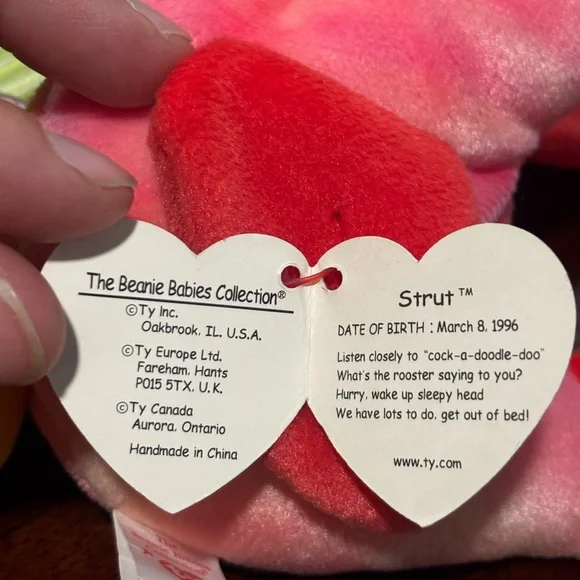 The Beanie Babies Collection®
©Ty Inc.
Oakbrook, IL, U.S.A.
©Ty Europe Ltd.
Fareham, Hants
PO15 5TX, U.K.
©Ty Canada
Aurora, Ontario
Handmade in China
Strut ™
DATE OF BIRTH : March 8, 1996
Listen closely to "cock-a-doodle-doo"
What's the rooster saying to you?
Hurry, wake up sleepy head
We have lots to do, get out of bed!
www.ty.com